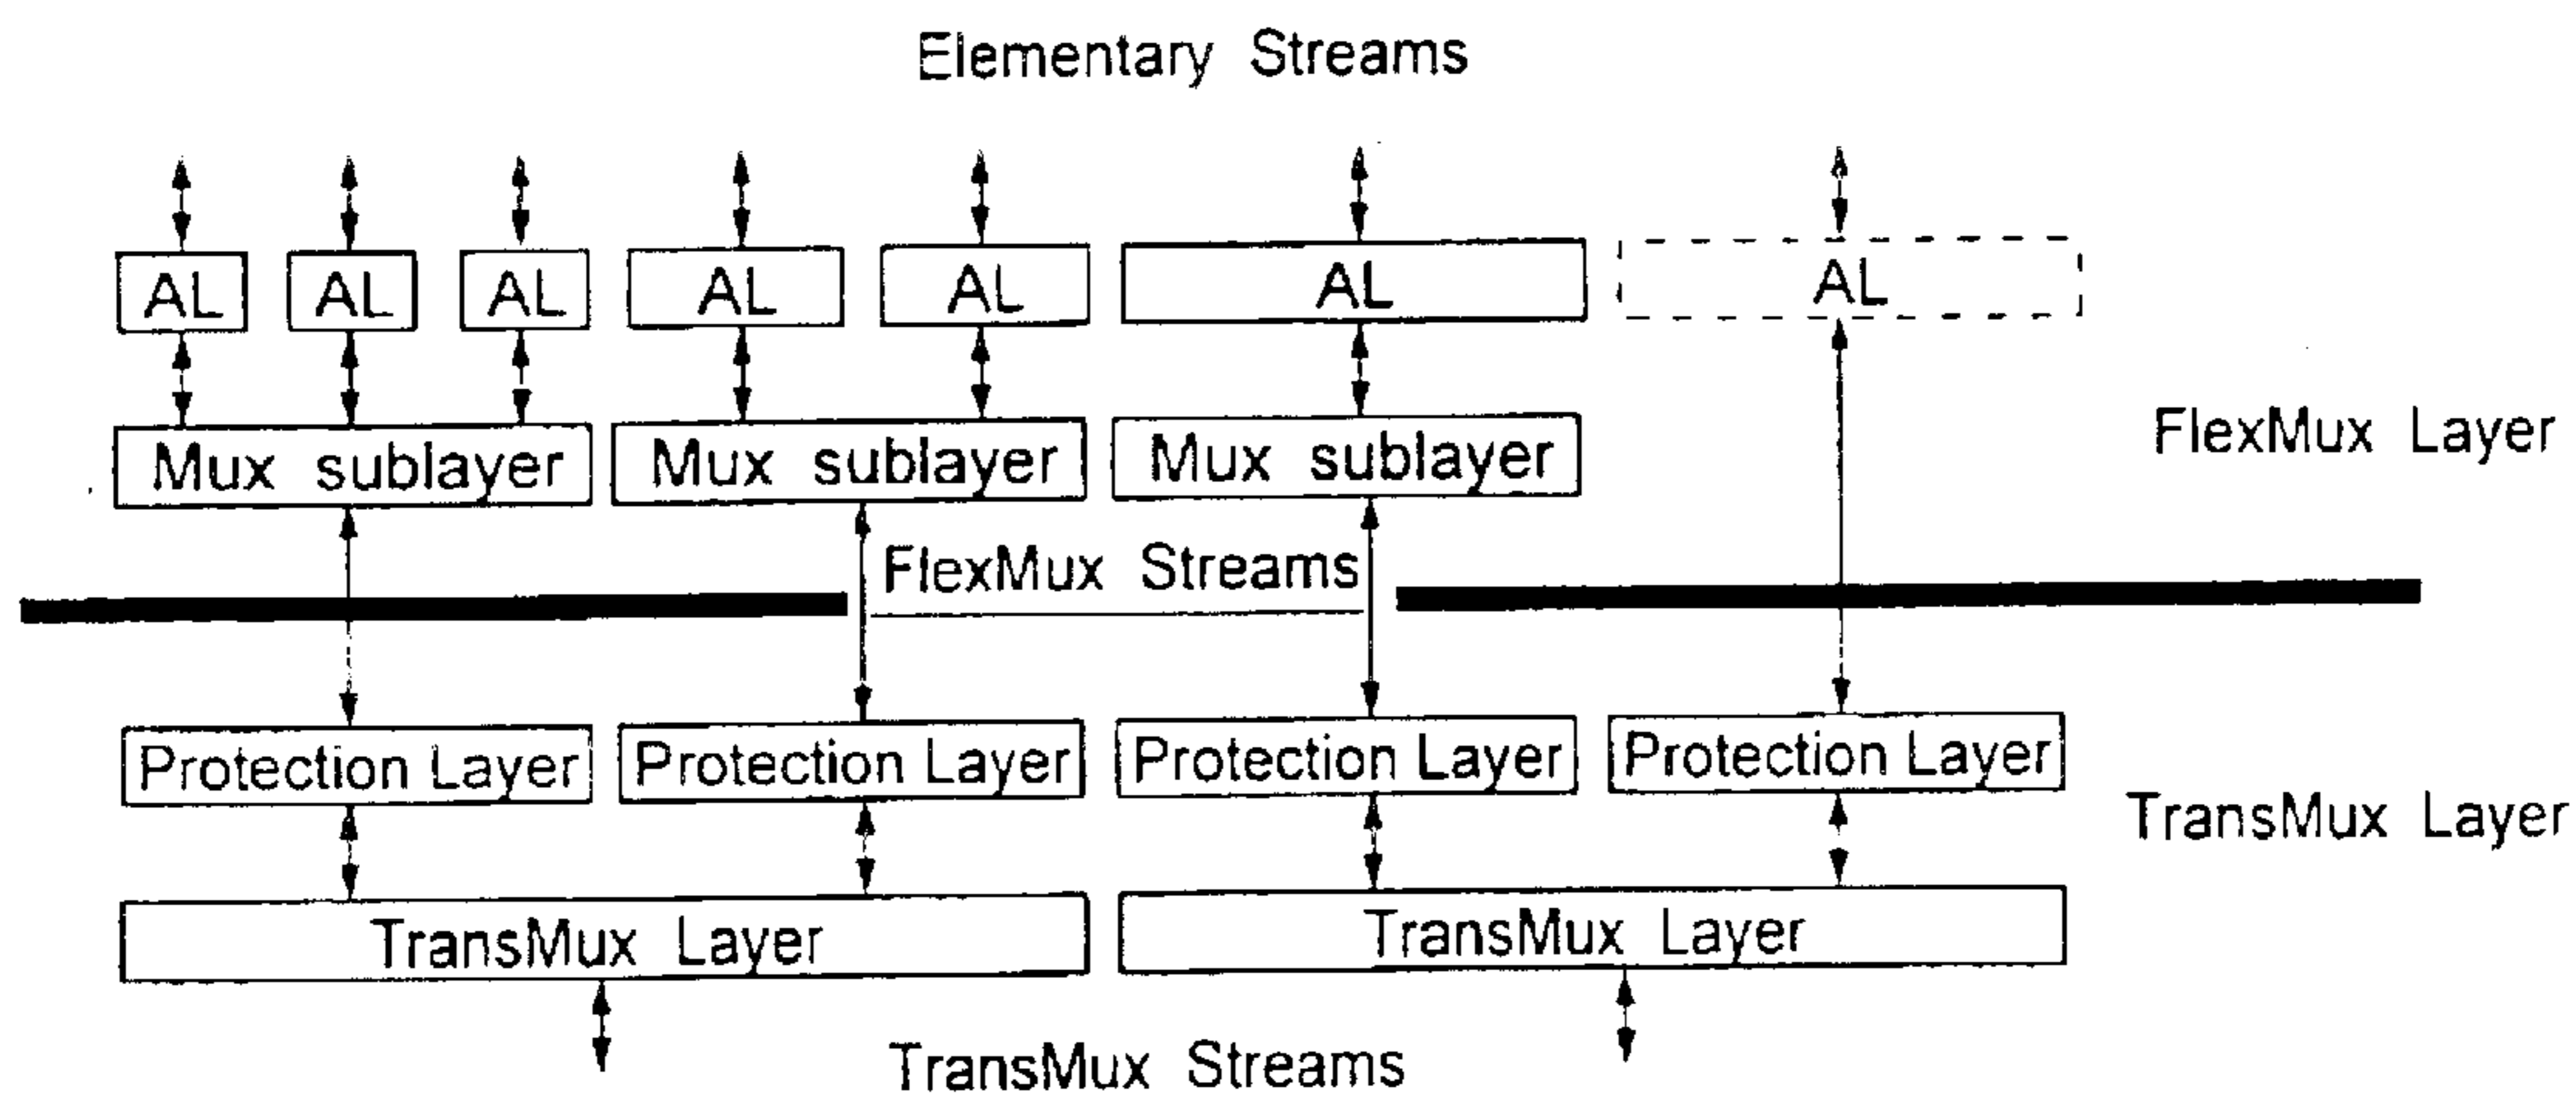 Elementary Streams
AL AL AL AL AL AL AL
Mux sublayer Mux sublayer Mux sublayer
FlexMux Layer
FlexMux Streams
Protection Layer Protection Layer Protection Layer Protection Layer
TransMux Layer
TransMux Layer TransMux Layer
TransMux Streams